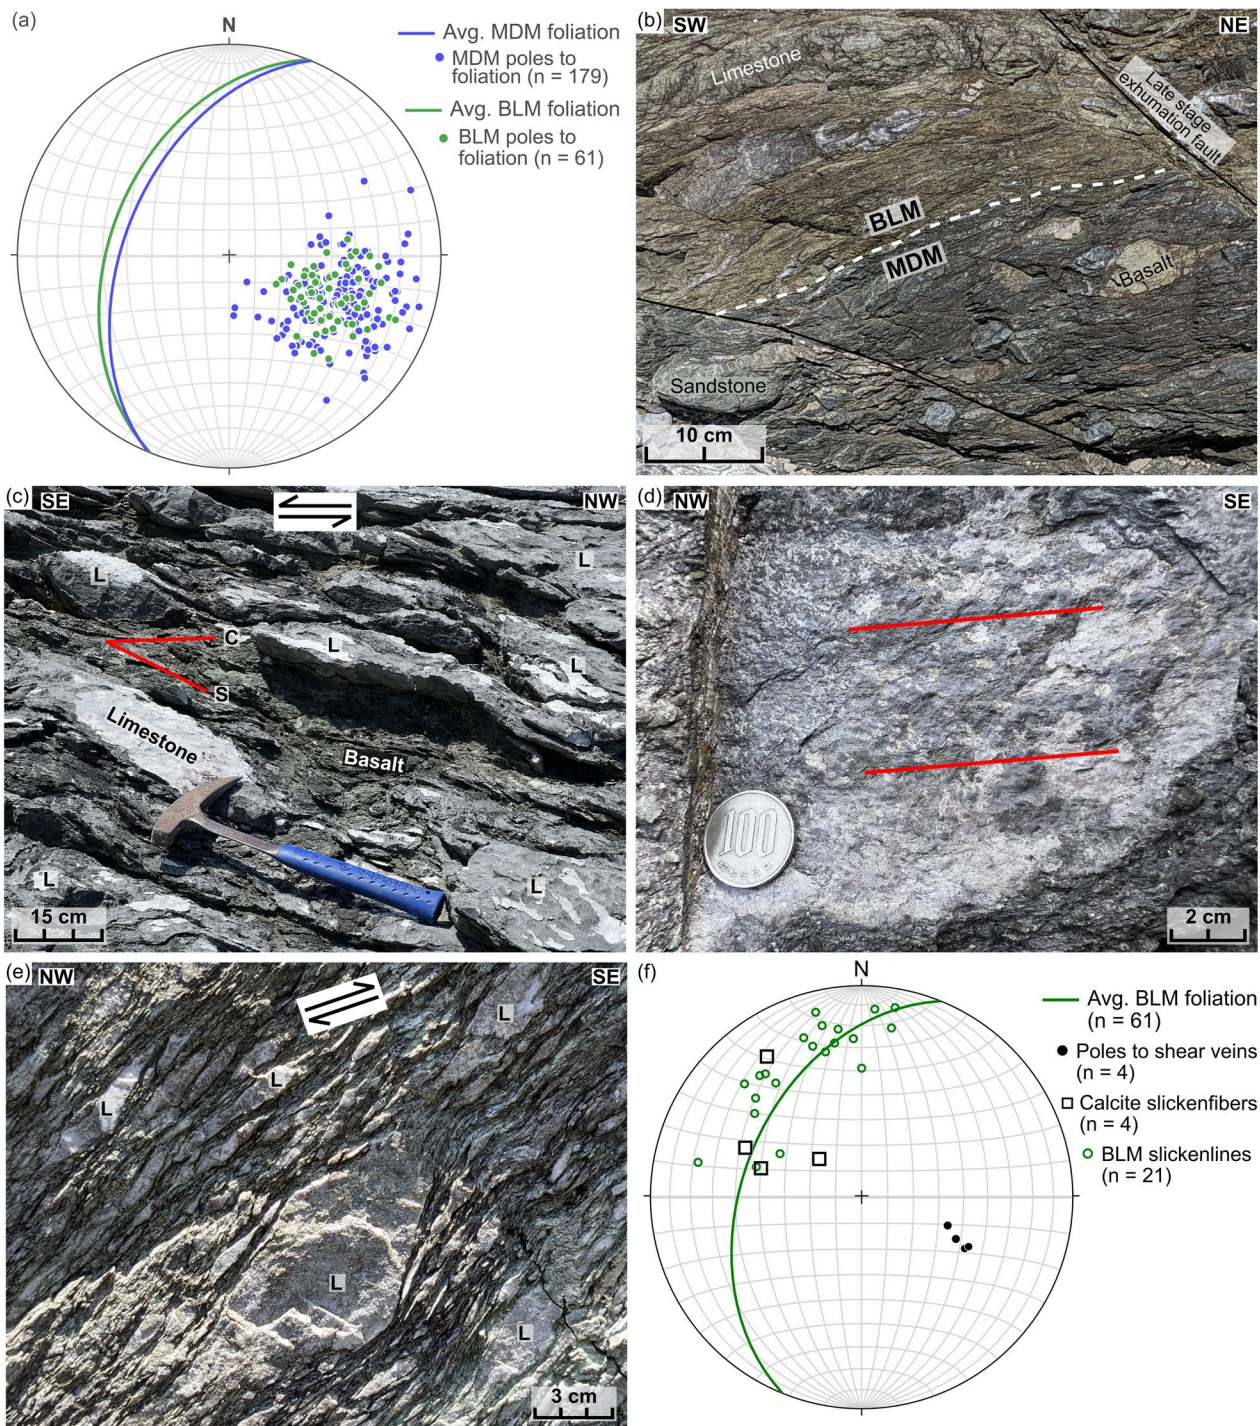 (a)
N
Avg. MDM foliation
MDM poles to
foliation (n = 179)
Avg. BLM foliation
BLM poles to
foliation (n = 61)
(b)
SW
NE
Limestone
Late stage
exhumation fault
BLM
MDM
Basalt
Sandstone
10 cm
(c)
SE
NW
L
L
L
L
C
S
Limestone
Basalt
L
L
15 cm
(d)
NW
SE
100
2 cm
(e)
NW
SE
L
L
L
L
L
3 cm
(f)
N
Avg. BLM foliation
(n = 61)
Poles to shear veins
(n = 4)
Calcite slickenfibers
(n = 4)
BLM slickenlines
(n = 21)